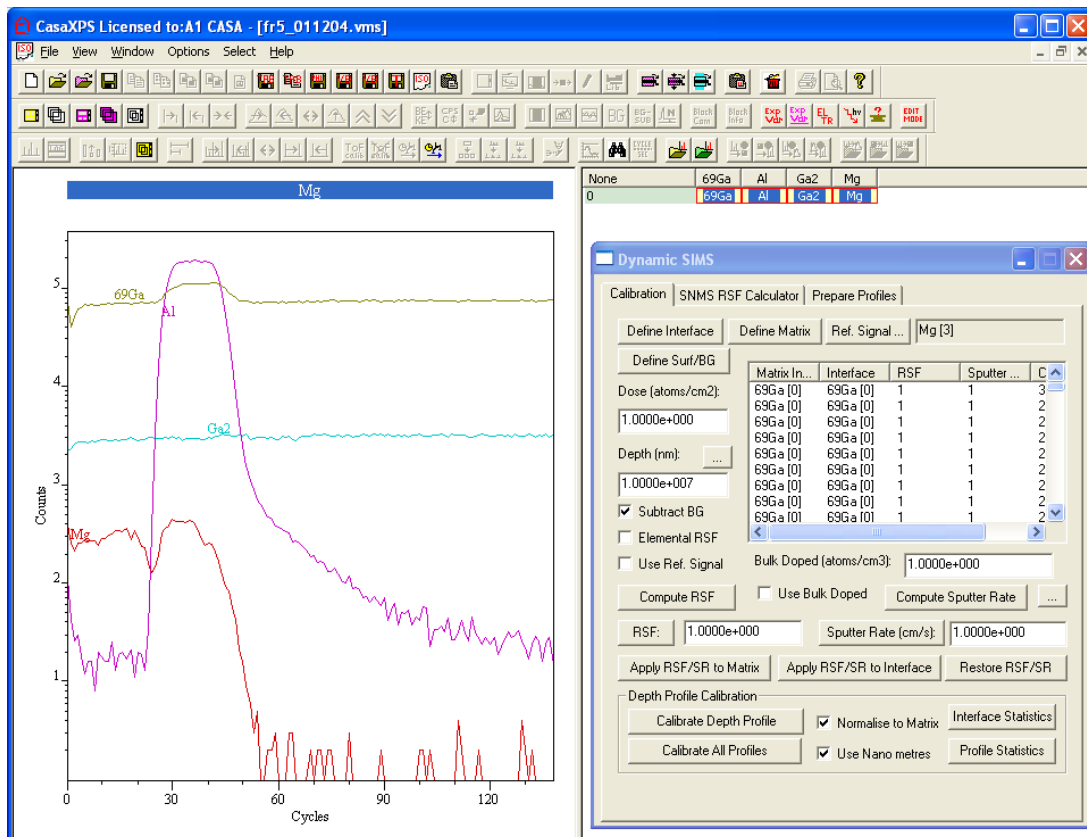 CasaXPS Licensed to:A1 CASA - [fr5_011204.vms]
File View Window Options Select Help
Mg
5
4
3
2
1
Counts
69Ga
Al
Ga2
Mg
0 30 60 90 120
Cycles
None 69Ga Al Ga2 Mg
0 69Ga Al Ga2 Mg
Dynamic SIMS
Calibration SNMS RSF Calculator Prepare Profiles
Define Interface Define Matrix Ref. Signal ... Mg [3]
Define Surf/BG
Dose (atoms/cm2):
1.0000e+000
Depth (nm): ...
1.0000e+007
Matrix In... Interface RSF Sputter ... C
69Ga [0] 69Ga [0] 1 1 3
69Ga [0] 69Ga [0] 1 1 2
69Ga [0] 69Ga [0] 1 1 2
69Ga [0] 69Ga [0] 1 1 2
69Ga [0] 69Ga [0] 1 1 2
69Ga [0] 69Ga [0] 1 1 2
69Ga [0] 69Ga [0] 1 1 2
69Ga [0] 69Ga [0] 1 1 2
69Ga [0] 69Ga [0] 1 1 2
Subtract BG
Elemental RSF
Use Ref. Signal
Bulk Doped (atoms/cm3): 1.0000e+000
Compute RSF Use Bulk Doped Compute Sputter Rate ...
RSF: 1.0000e+000 Sputter Rate (cm/s): 1.0000e+000
Apply RSF/SR to Matrix Apply RSF/SR to Interface Restore RSF/SR
Depth Profile Calibration
Calibrate Depth Profile Normalise to Matrix Interface Statistics
Calibrate All Profiles Use Nano metres Profile Statistics